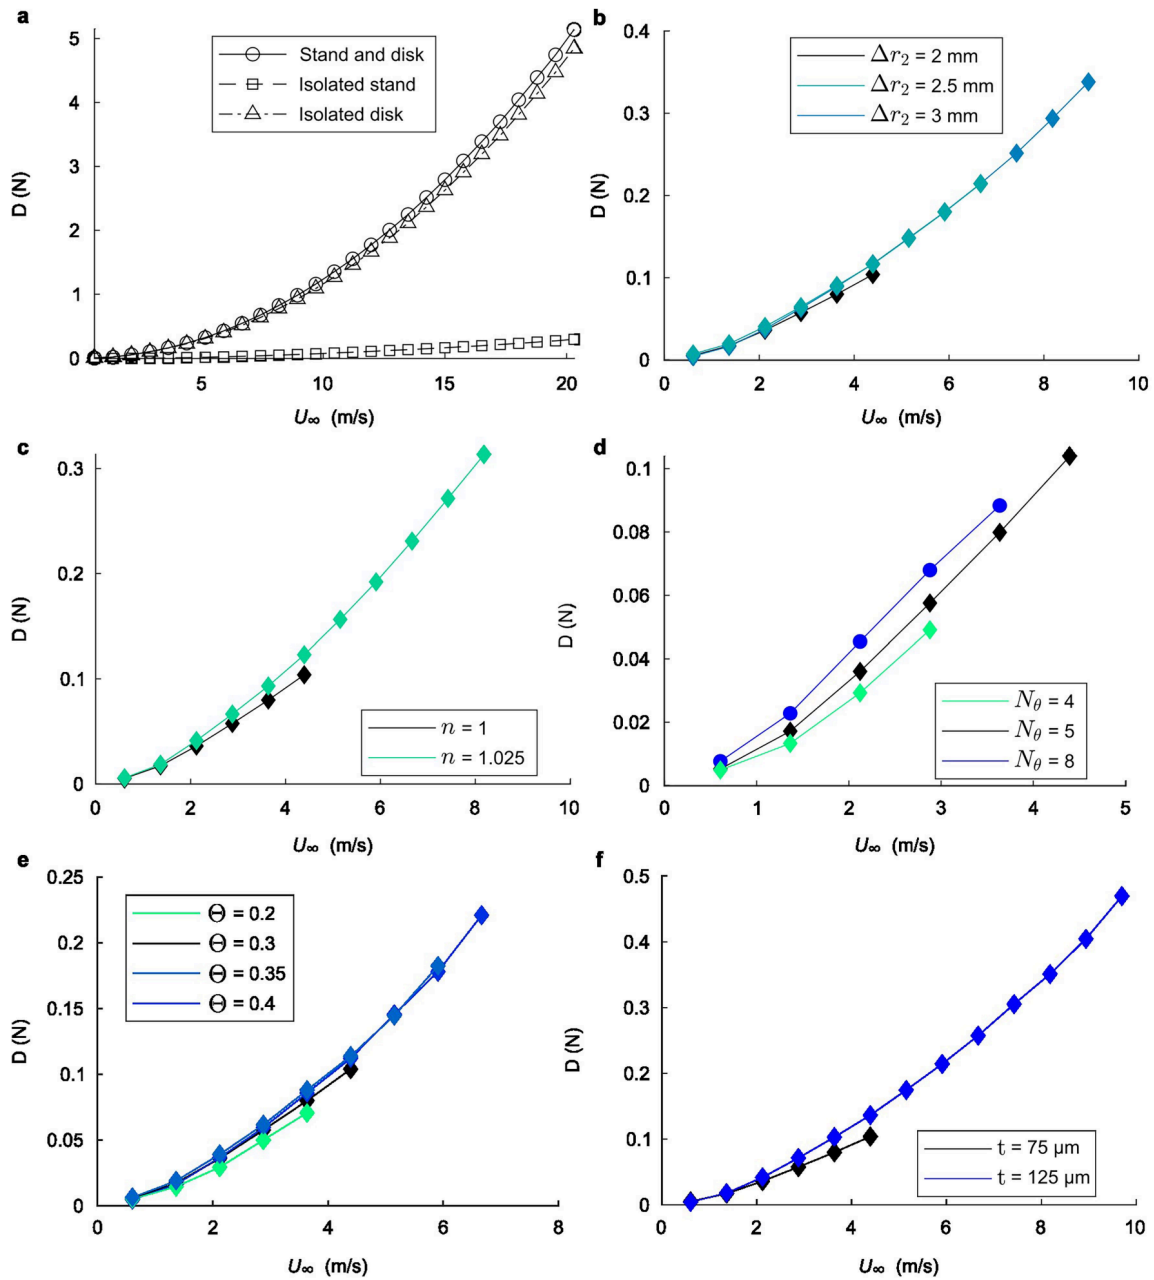 a
5
4
3
2
1
0
5
10
15
20
D (N)
U∞ (m/s)
Stand and disk
Isolated stand
Isolated disk
b
0.4
0.3
0.2
0.1
0
0
2
4
6
8
10
D (N)
U∞ (m/s)
Δr₂ = 2 mm
Δr₂ = 2.5 mm
Δr₂ = 3 mm
c
0.3
0.2
0.1
0
0
2
4
6
8
10
D (N)
U∞ (m/s)
n = 1
n = 1.025
d
0.1
0.08
0.06
0.04
0.02
0
0
1
2
3
4
5
D (N)
U∞ (m/s)
N_θ = 4
N_θ = 5
N_θ = 8
e
0.25
0.2
0.15
0.1
0.05
0
0
2
4
6
8
D (N)
U∞ (m/s)
Θ = 0.2
Θ = 0.3
Θ = 0.35
Θ = 0.4
f
0.5
0.4
0.3
0.2
0.1
0
0
2
4
6
8
10
D (N)
U∞ (m/s)
t = 75 µm
t = 125 µm